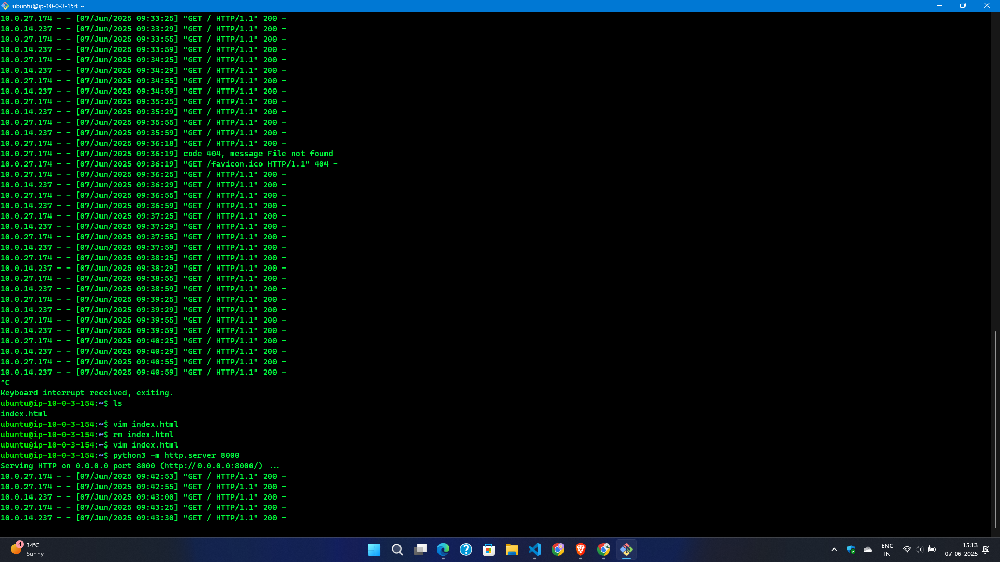 ubuntu@ip-10-0-3-154: ~
10.0.27.174 - - [07/Jun/2025 09:33:25] "GET / HTTP/1.1" 200 -
10.0.14.237 - - [07/Jun/2025 09:33:29] "GET / HTTP/1.1" 200 -
10.0.27.174 - - [07/Jun/2025 09:33:55] "GET / HTTP/1.1" 200 -
10.0.14.237 - - [07/Jun/2025 09:33:59] "GET / HTTP/1.1" 200 -
10.0.27.174 - - [07/Jun/2025 09:34:25] "GET / HTTP/1.1" 200 -
10.0.14.237 - - [07/Jun/2025 09:34:29] "GET / HTTP/1.1" 200 -
10.0.27.174 - - [07/Jun/2025 09:34:55] "GET / HTTP/1.1" 200 -
10.0.14.237 - - [07/Jun/2025 09:34:59] "GET / HTTP/1.1" 200 -
10.0.27.174 - - [07/Jun/2025 09:35:25] "GET / HTTP/1.1" 200 -
10.0.14.237 - - [07/Jun/2025 09:35:29] "GET / HTTP/1.1" 200 -
10.0.27.174 - - [07/Jun/2025 09:35:55] "GET / HTTP/1.1" 200 -
10.0.14.237 - - [07/Jun/2025 09:35:59] "GET / HTTP/1.1" 200 -
10.0.27.174 - - [07/Jun/2025 09:36:18] "GET / HTTP/1.1" 200 -
10.0.27.174 - - [07/Jun/2025 09:36:19] code 404, message File not found
10.0.27.174 - - [07/Jun/2025 09:36:19] "GET /favicon.ico HTTP/1.1" 404 -
10.0.27.174 - - [07/Jun/2025 09:36:25] "GET / HTTP/1.1" 200 -
10.0.14.237 - - [07/Jun/2025 09:36:29] "GET / HTTP/1.1" 200 -
10.0.27.174 - - [07/Jun/2025 09:36:55] "GET / HTTP/1.1" 200 -
10.0.14.237 - - [07/Jun/2025 09:36:59] "GET / HTTP/1.1" 200 -
10.0.27.174 - - [07/Jun/2025 09:37:25] "GET / HTTP/1.1" 200 -
10.0.14.237 - - [07/Jun/2025 09:37:29] "GET / HTTP/1.1" 200 -
10.0.27.174 - - [07/Jun/2025 09:37:55] "GET / HTTP/1.1" 200 -
10.0.14.237 - - [07/Jun/2025 09:37:59] "GET / HTTP/1.1" 200 -
10.0.27.174 - - [07/Jun/2025 09:38:25] "GET / HTTP/1.1" 200 -
10.0.14.237 - - [07/Jun/2025 09:38:29] "GET / HTTP/1.1" 200 -
10.0.27.174 - - [07/Jun/2025 09:38:55] "GET / HTTP/1.1" 200 -
10.0.14.237 - - [07/Jun/2025 09:38:59] "GET / HTTP/1.1" 200 -
10.0.27.174 - - [07/Jun/2025 09:39:25] "GET / HTTP/1.1" 200 -
10.0.14.237 - - [07/Jun/2025 09:39:29] "GET / HTTP/1.1" 200 -
10.0.27.174 - - [07/Jun/2025 09:39:55] "GET / HTTP/1.1" 200 -
10.0.14.237 - - [07/Jun/2025 09:39:59] "GET / HTTP/1.1" 200 -
10.0.27.174 - - [07/Jun/2025 09:40:25] "GET / HTTP/1.1" 200 -
10.0.14.237 - - [07/Jun/2025 09:40:29] "GET / HTTP/1.1" 200 -
10.0.27.174 - - [07/Jun/2025 09:40:55] "GET / HTTP/1.1" 200 -
10.0.14.237 - - [07/Jun/2025 09:40:59] "GET / HTTP/1.1" 200 -
^C
Keyboard interrupt received, exiting.
ubuntu@ip-10-0-3-154:~$ ls
index.html
ubuntu@ip-10-0-3-154:~$ vim index.html
ubuntu@ip-10-0-3-154:~$ rm index.html
ubuntu@ip-10-0-3-154:~$ vim index.html
ubuntu@ip-10-0-3-154:~$ python3 -m http.server 8000
Serving HTTP on 0.0.0.0 port 8000 (http://0.0.0.0:8000/) ...
10.0.27.174 - - [07/Jun/2025 09:42:53] "GET / HTTP/1.1" 200 -
10.0.27.174 - - [07/Jun/2025 09:42:55] "GET / HTTP/1.1" 200 -
10.0.14.237 - - [07/Jun/2025 09:43:00] "GET / HTTP/1.1" 200 -
10.0.27.174 - - [07/Jun/2025 09:43:25] "GET / HTTP/1.1" 200 -
10.0.14.237 - - [07/Jun/2025 09:43:30] "GET / HTTP/1.1" 200 -
4
34°C
Sunny
ENG
IN
15:13
07-06-2025